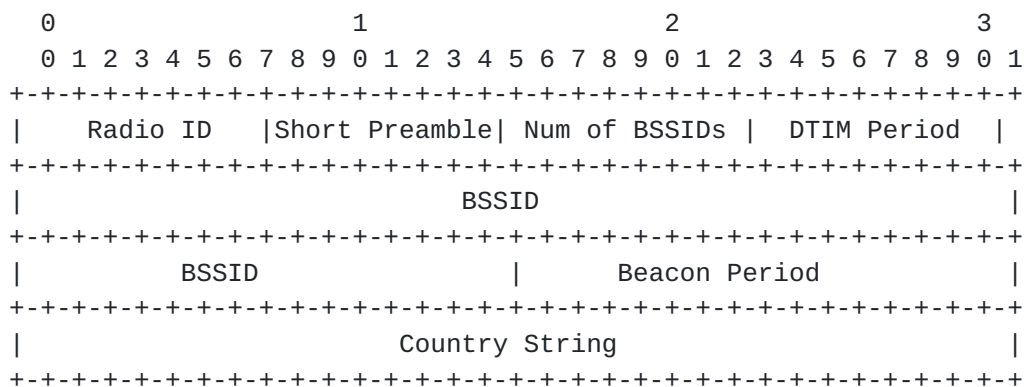 0                   1                   2                   3
0 1 2 3 4 5 6 7 8 9 0 1 2 3 4 5 6 7 8 9 0 1 2 3 4 5 6 7 8 9 0 1
+-+-+-+-+-+-+-+-+-+-+-+-+-+-+-+-+-+-+-+-+-+-+-+-+-+-+-+-+-+-+-+-+
|    Radio ID   |Short Preamble| Num of BSSIDs |  DTIM Period  |
+-+-+-+-+-+-+-+-+-+-+-+-+-+-+-+-+-+-+-+-+-+-+-+-+-+-+-+-+-+-+-+-+
|                            BSSID                              |
+-+-+-+-+-+-+-+-+-+-+-+-+-+-+-+-+-+-+-+-+-+-+-+-+-+-+-+-+-+-+-+-+
|          BSSID                |      Beacon Period            |
+-+-+-+-+-+-+-+-+-+-+-+-+-+-+-+-+-+-+-+-+-+-+-+-+-+-+-+-+-+-+-+-+
|                        Country String                         |
+-+-+-+-+-+-+-+-+-+-+-+-+-+-+-+-+-+-+-+-+-+-+-+-+-+-+-+-+-+-+-+-+